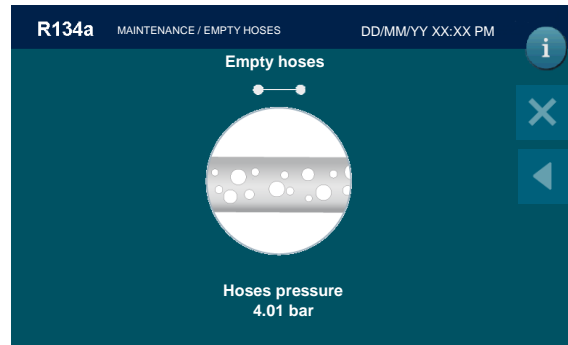 R134a MAINTENANCE / EMPTY HOSES DD/MM/YY XX:XX PM
i
Empty hoses
Hoses pressure
4.01 bar